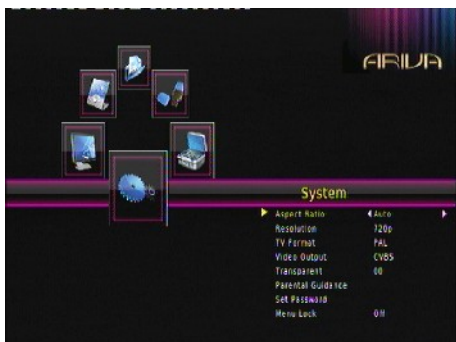 ARIVA
System
Aspect Ratio Auto
Resolution 720p
TV Format PAL
Video Output CVBS
Transparent 00
Parental Guidance
Set Password
Menu Lock Off